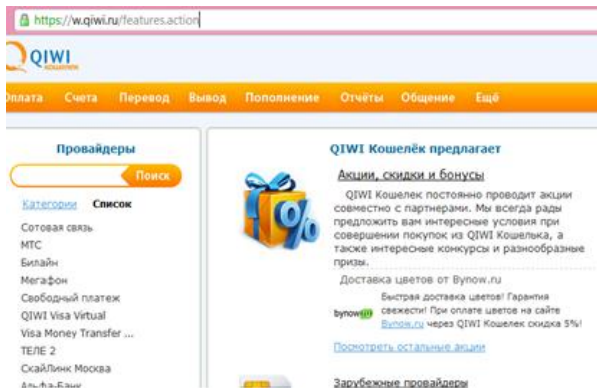 https://w.qiwi.ru/features.action
QIWI
КОШЕЛЕК
Оплата Счета Перевод Вывод Пополнение Отчёты Общение Ещё
Провайдеры
Поиск
Категории Список
Сотовая связь
МТС
Билайн
Мегафон
Свободный платеж
QIWI Visa Virtual
Visa Money Transfer ...
ТЕЛЕ 2
СкайЛинк Москва
Альфа-Банк
QIWI Кошелёк предлагает
Акции, скидки и бонусы
QIWI Кошелек постоянно проводит акции
совместно с партнерами. Мы всегда рады
предложить вам интересные условия при
совершении покупок из QIWI Кошелька, а
также интересные конкурсы и разнообразные
призы.
Доставка цветов от Bynow.ru
bynow
Быстрая доставка цветов! Гарантия
свежести! При оплате цветов на сайте
Bynow.ru через QIWI Кошелек скидка 5%!
Посмотреть остальные акции
Зарубежные провайдеры